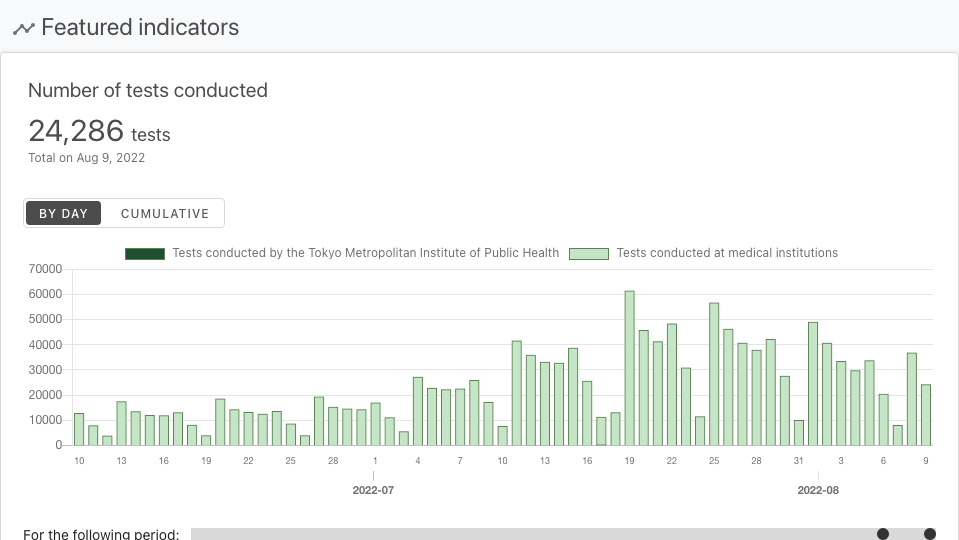 Featured indicators
Number of tests conducted
24,286 tests
Total on Aug 9, 2022
BY DAY CUMULATIVE
Tests conducted by the Tokyo Metropolitan Institute of Public Health Tests conducted at medical institutions
70000
60000
50000
40000
30000
20000
10000
0
10 13 16 19 22 25 28 1 4 7 10 13 16 19 22 25 28 31 3 6 9
2022-07 2022-08
For the following period: